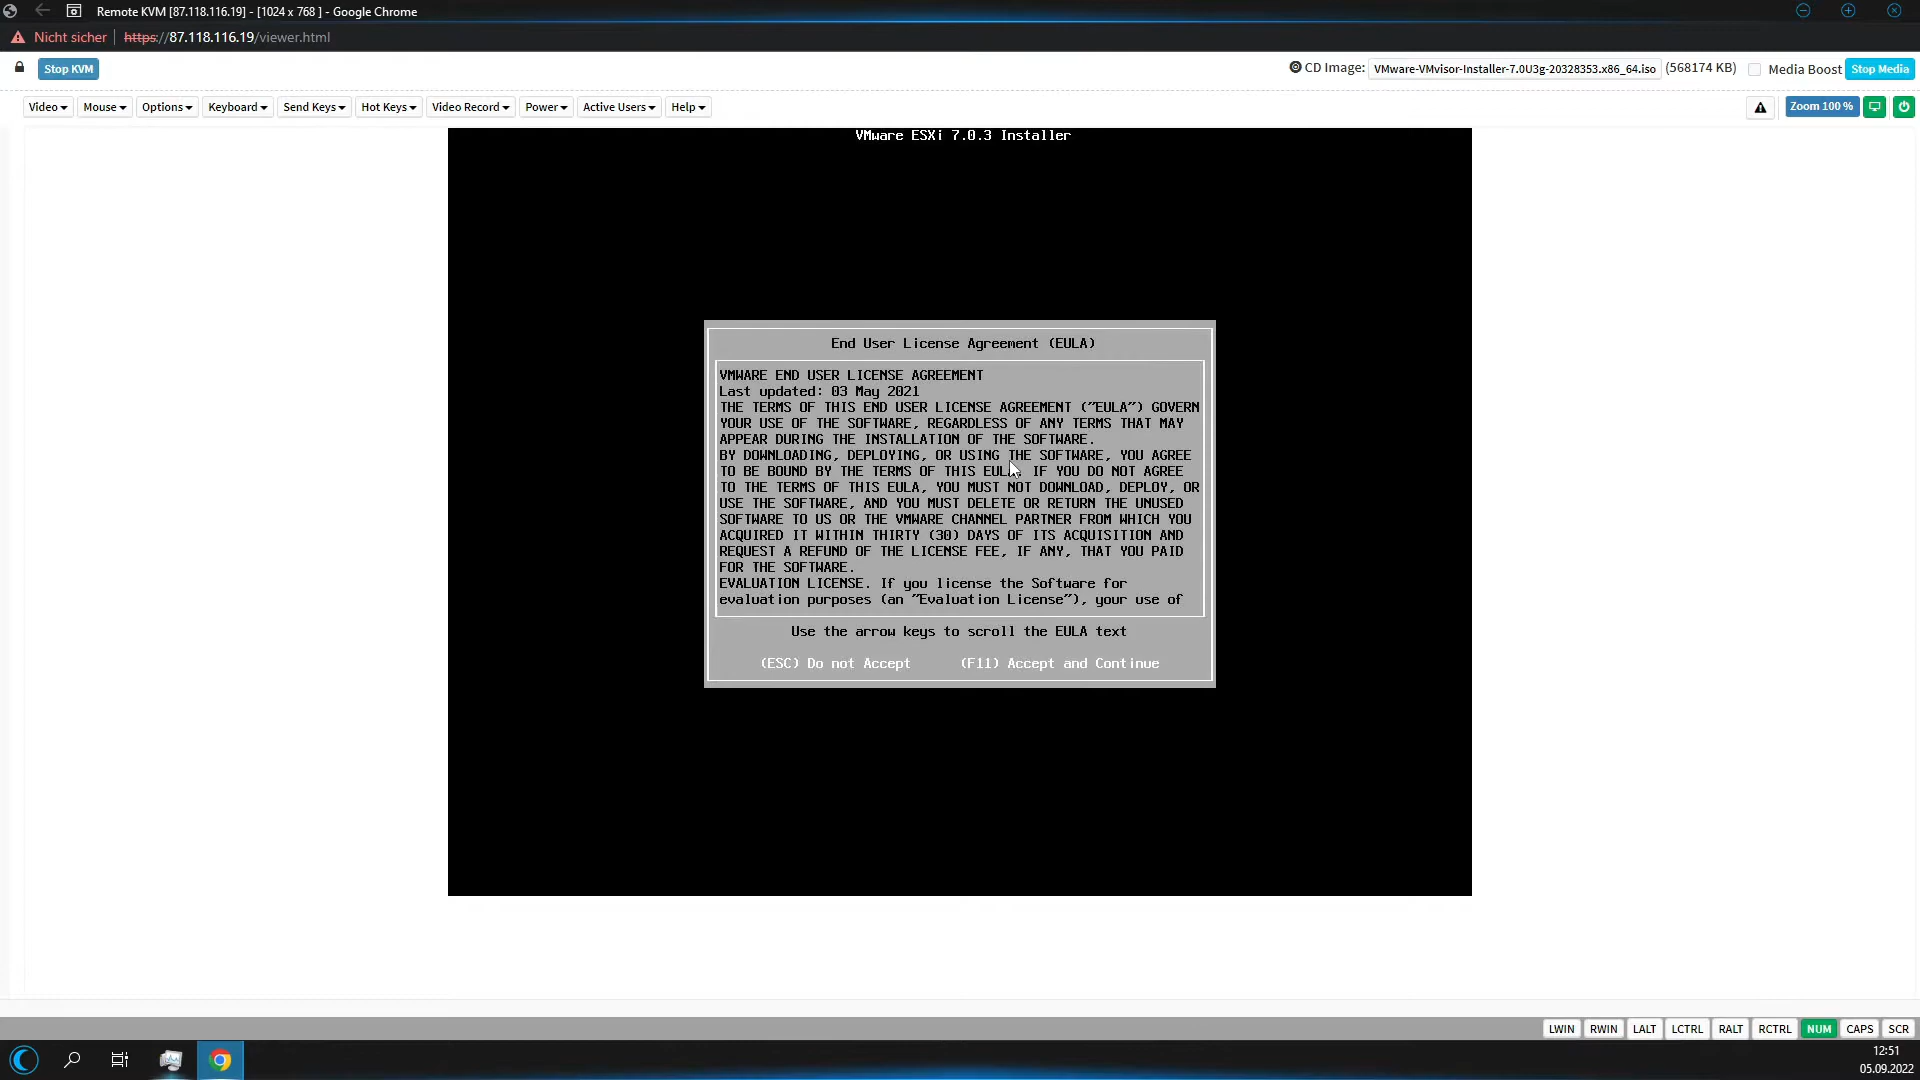 Remote KVM [87.118.116.19] - [1024 x 768 ] - Google Chrome
Nicht sicher | https://87.118.116.19/viewer.html
Stop KVM
CD Image: VMware-VMvisor-Installer-7.0U3g-20328353.x86_64.iso (568174 KB) Media Boost Stop Media
Video Mouse Options Keyboard Send Keys Hot Keys Video Record Power Active Users Help
Zoom 100 %
VMware ESXi 7.0.3 Installer
End User License Agreement (EULA)
VMWARE END USER LICENSE AGREEMENT
Last updated: 03 May 2021
THE TERMS OF THIS END USER LICENSE AGREEMENT ("EULA") GOVERN
YOUR USE OF THE SOFTWARE, REGARDLESS OF ANY TERMS THAT MAY
APPEAR DURING THE INSTALLATION OF THE SOFTWARE.
BY DOWNLOADING, DEPLOYING, OR USING THE SOFTWARE, YOU AGREE
TO BE BOUND BY THE TERMS OF THIS EULA. IF YOU DO NOT AGREE
TO THE TERMS OF THIS EULA, YOU MUST NOT DOWNLOAD, DEPLOY, OR
USE THE SOFTWARE, AND YOU MUST DELETE OR RETURN THE UNUSED
SOFTWARE TO US OR THE VMWARE CHANNEL PARTNER FROM WHICH YOU
ACQUIRED IT WITHIN THIRTY (30) DAYS OF ITS ACQUISITION AND
REQUEST A REFUND OF THE LICENSE FEE, IF ANY, THAT YOU PAID
FOR THE SOFTWARE.
EVALUATION LICENSE. If you license the Software for
evaluation purposes (an "Evaluation License"), your use of
Use the arrow keys to scroll the EULA text
(ESC) Do not Accept (F11) Accept and Continue
LWIN RWIN LALT LCTRL RALT RCTRL NUM CAPS SCR
12:51
05.09.2022